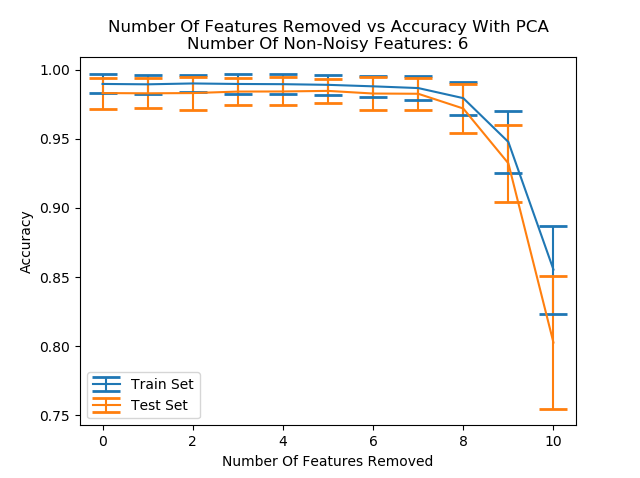 Number Of Features Removed vs Accuracy With PCA
Number Of Non-Noisy Features: 6
1.00
0.95
0.90
0.85
0.80
0.75
Accuracy
Train Set
Test Set
0 2 4 6 8 10
Number Of Features Removed